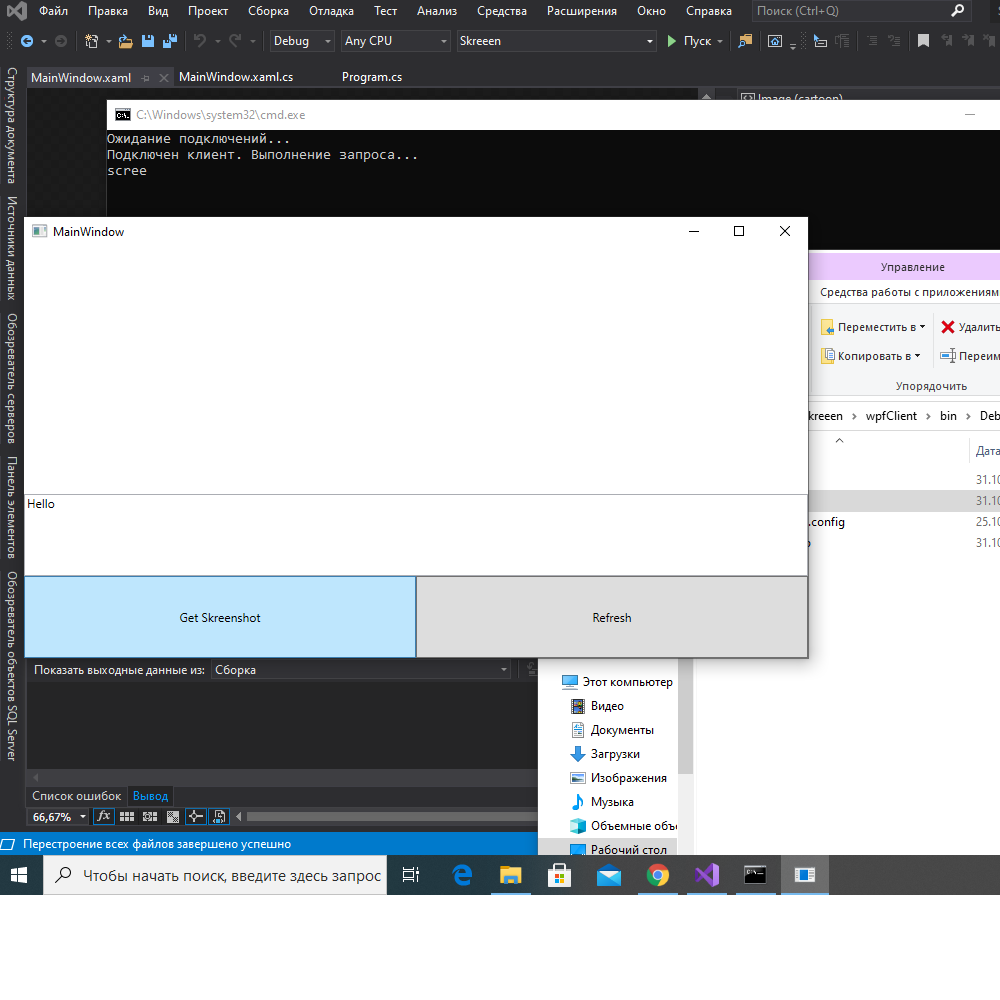 Файл Правка Вид Проект Сборка Отладка Тест Анализ Средства Расширения Окно Справка Поиск (Ctrl+Q)
Debug Any CPU Skreeen Пуск
MainWindow.xaml MainWindow.xaml.cs Program.cs
Структура документа
Источники данных
Обозреватель серверов
Панель элементов
Обозреватель объектов SQL Server
Image (cartoon)
C:\Windows\system32\cmd.exe
Ожидание подключений...
Подключен клиент. Выполнение запроса...
scree
MainWindow
Hello
Get Skreenshot Refresh
Управление
Средства работы с приложениями
Переместить в Удалить
Копировать в Переим
Упорядочить
kreeen > wpfClient > bin > Deb
Дата
31.10
31.10
.config 25.10
31.10
Показать выходные данные из: Сборка
Этот компьютер
Видео
Документы
Загрузки
Изображения
Музыка
Объемные объ
Рабочий стол
Список ошибок Вывод
66,67% fx
Перестроение всех файлов завершено успешно
Чтобы начать поиск, введите здесь запрос